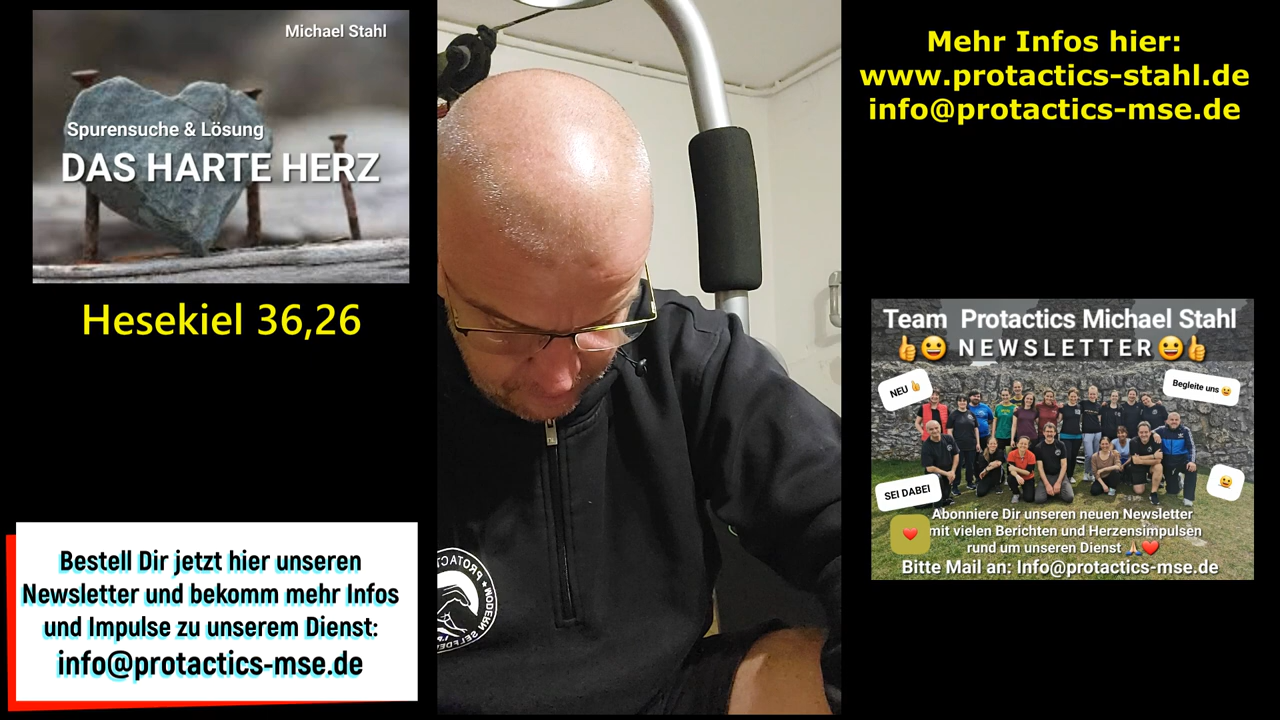 Michael Stahl
Spurensuche & Lösung
DAS HARTE HERZ
Hesekiel 36,26
Bestell Dir jetzt hier unseren
Newsletter und bekomm mehr Infos
und Impulse zu unserem Dienst:
info@protactics-mse.de
PROTACT
MODERN SELFDE
Mehr Infos hier:
www.protactics-stahl.de
info@protactics-mse.de
Team Protactics Michael Stahl
👍😃 NEWSLETTER😃👍
NEU👍
Begleite uns 😃
SEI DABEI
😃
Abonniere Dir unseren neuen Newsletter
❤️ mit vielen Berichten und Herzensimpulsen
rund um unseren Dienst 🙏❤️
Bitte Mail an: Info@protactics-mse.de